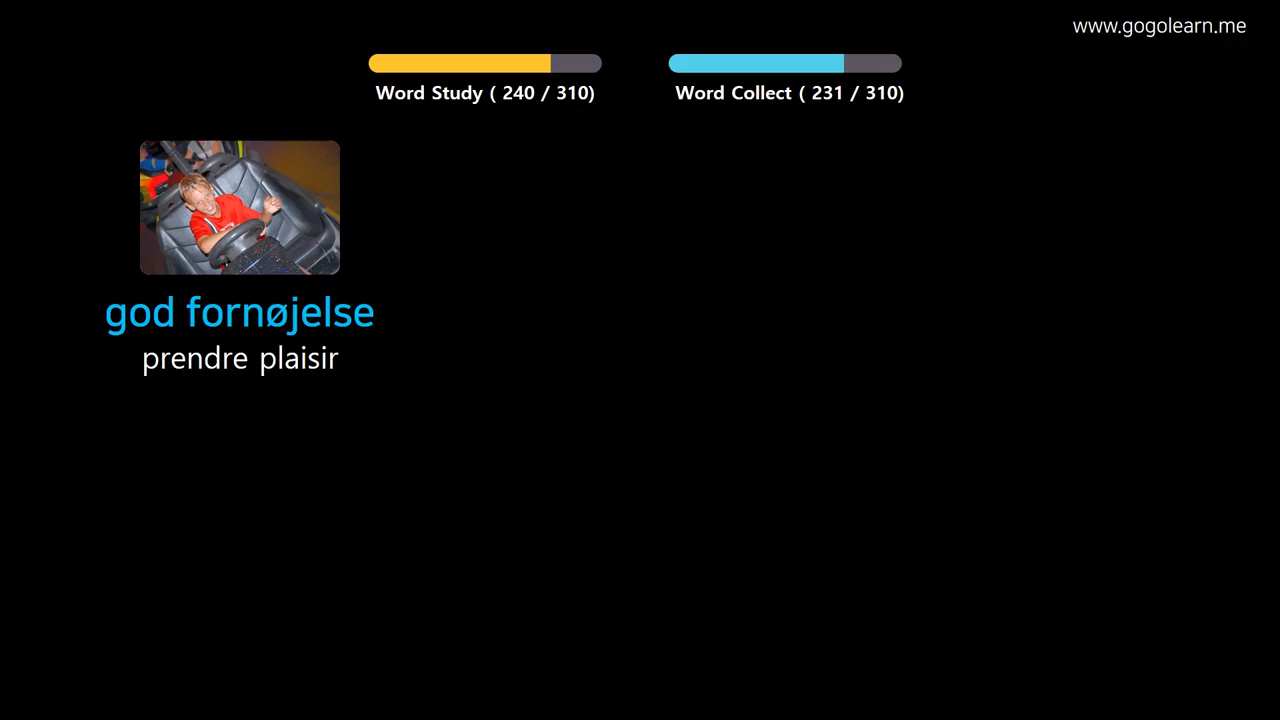 www.gogolearn.me
Word Study ( 240 / 310)
Word Collect ( 231 / 310)
god fornøjelse
prendre plaisir